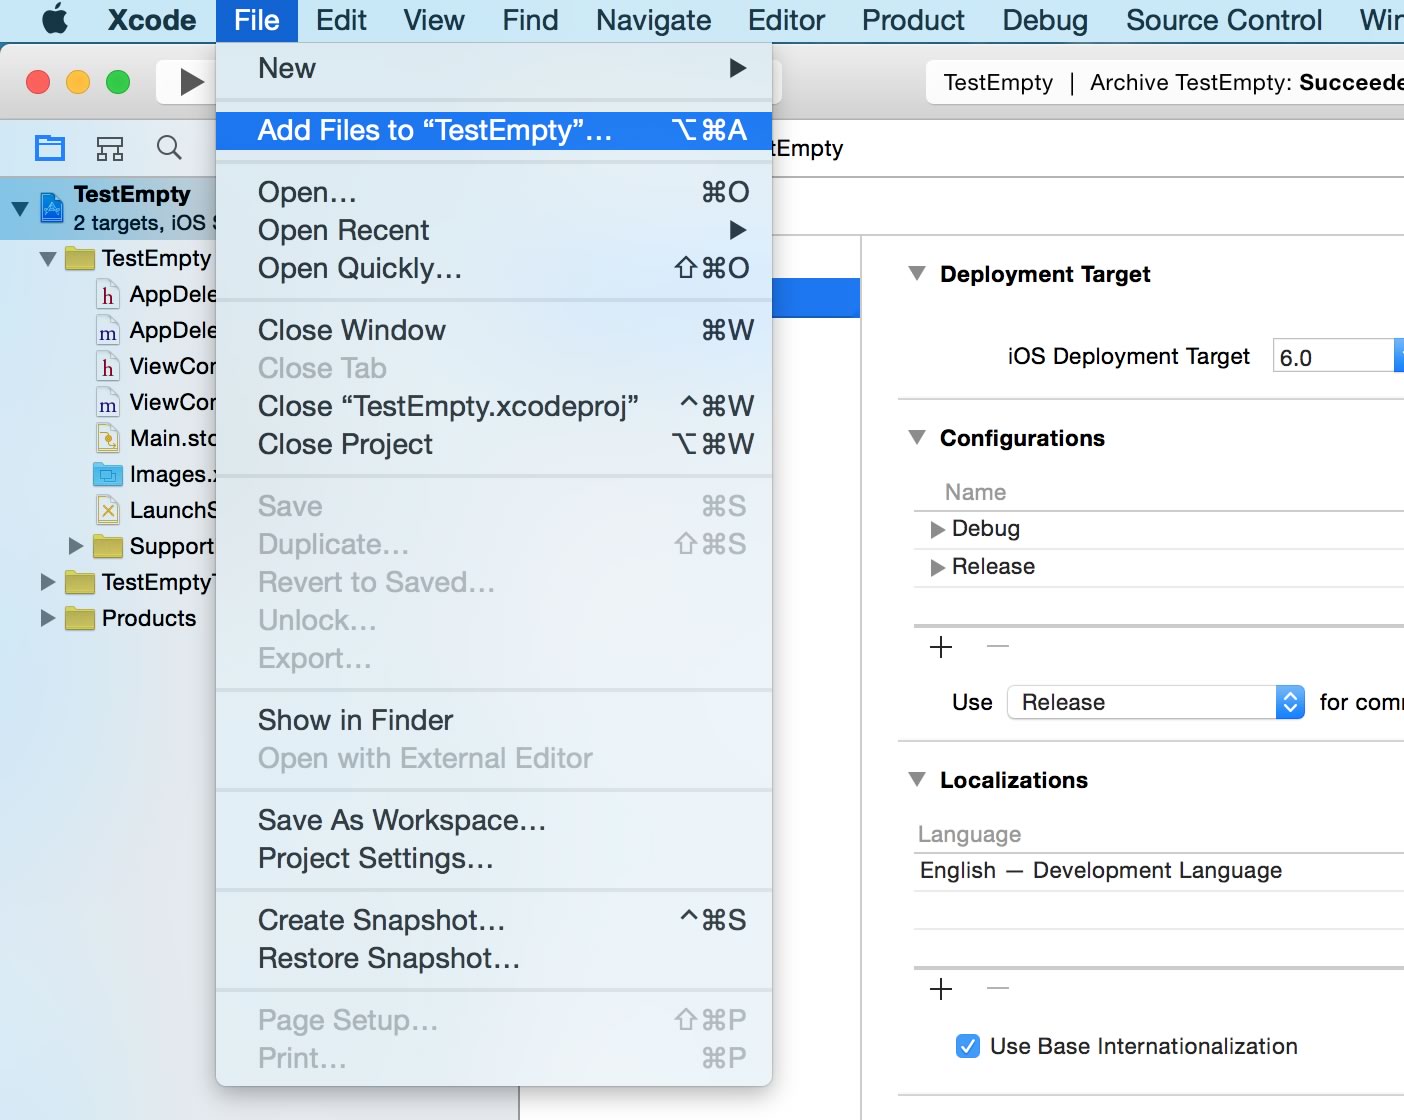 Xcode File Edit View Find Navigate Editor Product Debug Source Control
TestEmpty | Archive TestEmpty: Succeede
New
Add Files to “TestEmpty”... ⌥⌘A
Open... ⌘O
Open Recent
Open Quickly... ⇧⌘O
Close Window ⌘W
Close Tab
Close “TestEmpty.xcodeproj” ^⌘W
Close Project ⌥⌘W
Save ⌘S
Duplicate... ⇧⌘S
Revert to Saved...
Unlock...
Export...
Show in Finder
Open with External Editor
Save As Workspace...
Project Settings...
Create Snapshot... ^⌘S
Restore Snapshot...
Page Setup... ⇧⌘P
Print... ⌘P
TestEmpty
2 targets, iOS
TestEmpty
h AppDele
m AppDele
h ViewCor
m ViewCor
Main.stc
Images.
LaunchS
Support
TestEmpty
Products
tEmpty
Deployment Target
iOS Deployment Target 6.0
Configurations
Name
Debug
Release
Use Release for com
Localizations
Language
English — Development Language
Use Base Internationalization